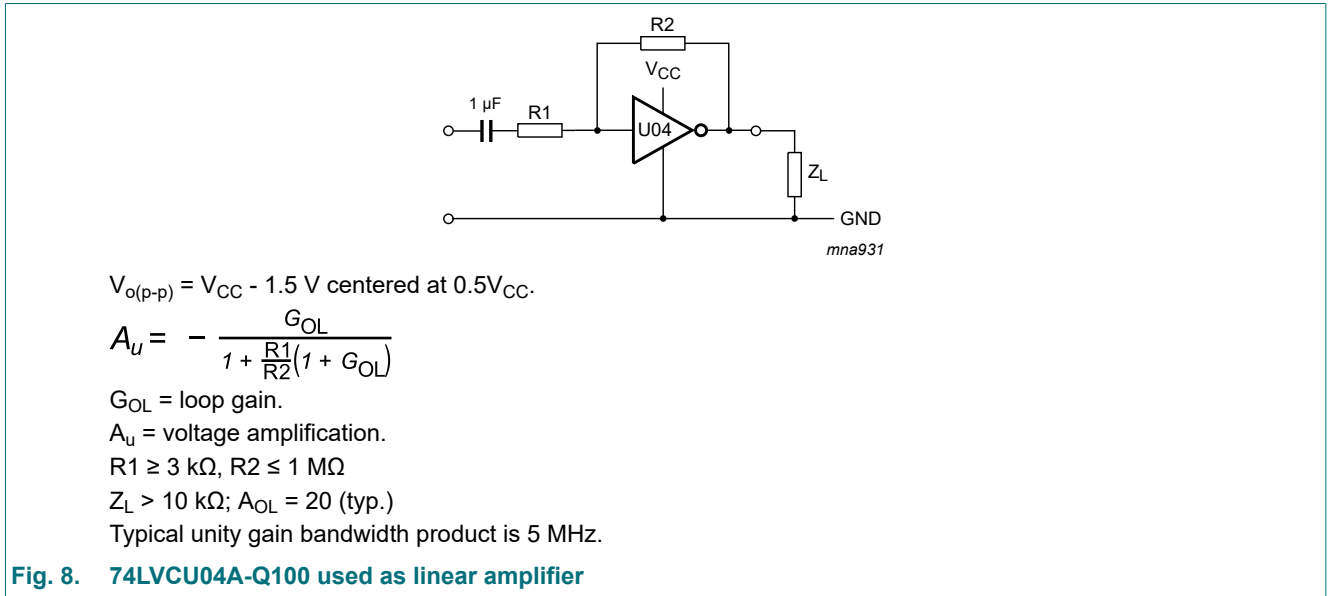 R2
V_CC
1 µF
R1
U04
Z_L
GND
mna931
V_o(p-p) = V_CC - 1.5 V centered at 0.5V_CC.
A_u = - G_OL / 1 + R1/R2 (1 + G_OL)
G_OL = loop gain.
A_u = voltage amplification.
R1 ≥ 3 kΩ, R2 ≤ 1 MΩ
Z_L > 10 kΩ; A_OL = 20 (typ.)
Typical unity gain bandwidth product is 5 MHz.
Fig. 8. 74LVCU04A-Q100 used as linear amplifier